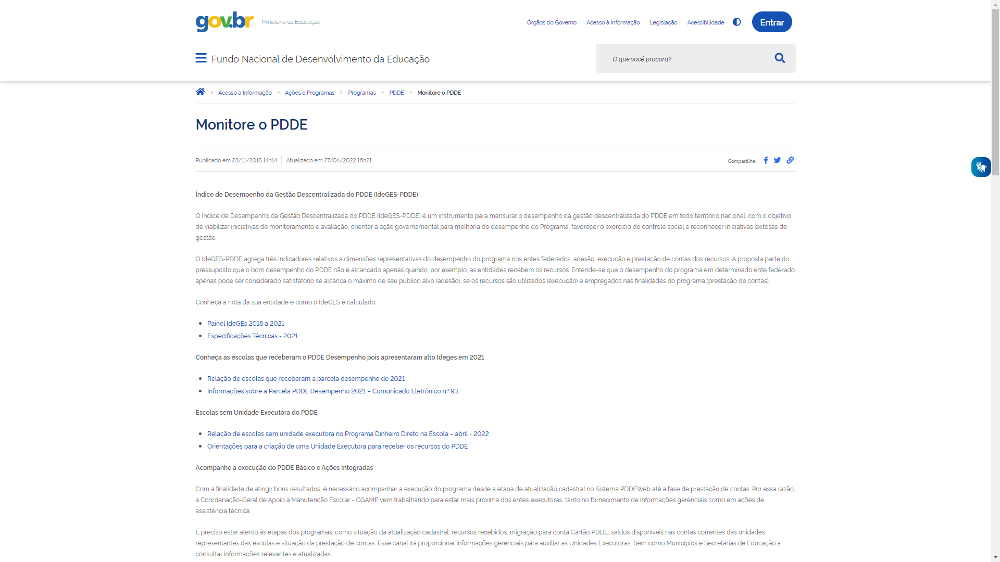 gov.br Ministério da Educação Órgãos do Governo Acesso à Informação Legislação Acessibilidade Entrar
Fundo Nacional de Desenvolvimento da Educação O que você procura?
> Acesso à Informação > Ações e Programas > Programas > PDDE > Monitore o PDDE
Monitore o PDDE
Publicado em 23/11/2018 14h14 Atualizado em 27/04/2022 16h21 Compartilhe:
Índice de Desempenho da Gestão Descentralizada do PDDE (IdeGES-PDDE)
O Índice de Desempenho da Gestão Descentralizada do PDDE (IdeGES-PDDE) é um instrumento para mensurar o desempenho da gestão descentralizada do PDDE em todo território nacional, com o objetivo
de viabilizar iniciativas de monitoramento e avaliação, orientar a ação governamental para melhoria do desempenho do Programa, favorecer o exercício do controle social e reconhecer iniciativas exitosas de
gestão.
O IdeGES-PDDE agrega três indicadores relativos a dimensões representativas do desempenho do programa nos entes federados: adesão, execução e prestação de contas dos recursos. A proposta parte do
pressuposto que o bom desempenho do PDDE não é alcançado apenas quando, por exemplo, as entidades recebem os recursos. Entende-se que o desempenho do programa em determinado ente federado
apenas pode ser considerado satisfatório se alcança o máximo de seu público alvo (adesão), se os recursos são utilizados (execução) e empregados nas finalidades do programa (prestação de contas).
Conheça a nota da sua entidade e como o IdeGES é calculado:
• Painel IdeGEs 2018 a 2021
• Especificações Técnicas - 2021
Conheça as escolas que receberam o PDDE Desempenho pois apresentaram alto Ideges em 2021
• Relação de escolas que receberam a parcela desempenho de 2021
• Informações sobre a Parcela PDDE Desempenho 2021 – Comunicado Eletrônico nº 93
Escolas sem Unidade Executora do PDDE
• Relação de escolas sem unidade executora no Programa Dinheiro Direto na Escola – abril - 2022
• Orientações para a criação de uma Unidade Executora para receber os recursos do PDDE
Acompanhe a execução do PDDE Básico e Ações Integradas
Com a finalidade de atingir bons resultados, é necessário acompanhar a execução do programa desde a etapa de atualização cadastral no Sistema PDDEWeb até a fase de prestação de contas. Por essa razão,
a Coordenação-Geral de Apoio a Manutenção Escolar - CGAME vem trabalhando para estar mais próxima dos entes executoras, tanto no fornecimento de informações gerenciais como em ações de
assistência técnica.
É preciso estar atento às etapas dos programas, como situação da atualização cadastral, recursos recebidos, migração para conta Cartão PDDE, saldos disponíveis nas contas correntes das unidades
representantes das escolas e situação da prestação de contas. Esse canal irá proporcionar informações gerenciais para auxiliar as Unidades Executoras, bem como Municípios e Secretarias de Educação a
consultar informações relevantes e atualizadas: